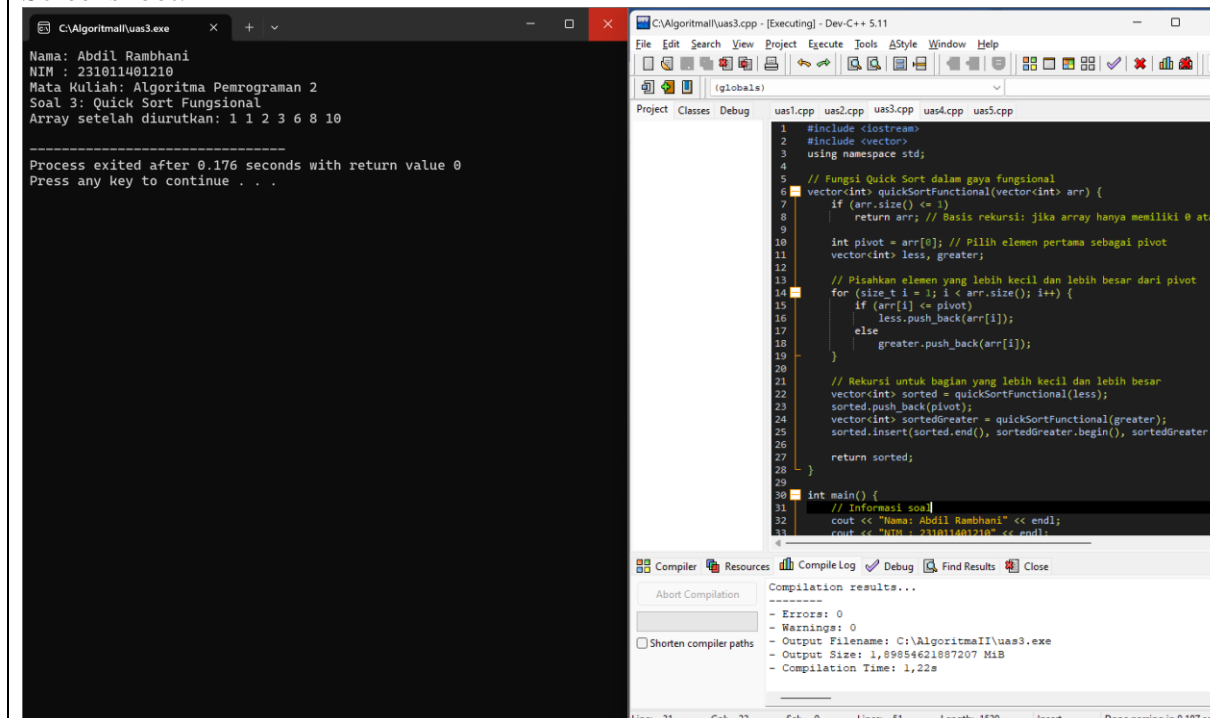 C:\AlgoritmaII\uas3.exe
Nama: Abdil Rambhani
NIM : 231011401210
Mata Kuliah: Algoritma Pemrograman 2
Soal 3: Quick Sort Fungsional
Array setelah diurutkan: 1 1 2 3 6 8 10
--------------------------------
Process exited after 0.176 seconds with return value 0
Press any key to continue . . .
C:\AlgoritmaII\uas3.cpp - [Executing] - Dev-C++ 5.11
File Edit Search View Project Execute Tools AStyle Window Help
(globals)
Project Classes Debug
uas1.cpp uas2.cpp uas3.cpp uas4.cpp uas5.cpp
1 #include <iostream>
2 #include <vector>
3 using namespace std;
4
5 // Fungsi Quick Sort dalam gaya fungsional
6 vector<int> quickSortFunctional(vector<int> arr) {
7 if (arr.size() <= 1)
8 return arr; // Basis rekursi: jika array hanya memiliki 0 at
9
10 int pivot = arr[0]; // Pilih elemen pertama sebagai pivot
11 vector<int> less, greater;
12
13 // Pisahkan elemen yang lebih kecil dan lebih besar dari pivot
14 for (size_t i = 1; i < arr.size(); i++) {
15 if (arr[i] <= pivot)
16 less.push_back(arr[i]);
17 else
18 greater.push_back(arr[i]);
19 }
20
21 // Rekursi untuk bagian yang lebih kecil dan lebih besar
22 vector<int> sorted = quickSortFunctional(less);
23 sorted.push_back(pivot);
24 vector<int> sortedGreater = quickSortFunctional(greater);
25 sorted.insert(sorted.end(), sortedGreater.begin(), sortedGreater
26
27 return sorted;
28 }
29
30 int main() {
31 // Informasi soal
32 cout << "Nama: Abdil Rambhani" << endl;
33 cout << "NIM : 231011401210" << endl;
Compiler Resources Compile Log Debug Find Results Close
Abort Compilation
Shorten compiler paths
Compilation results...
--------
- Errors: 0
- Warnings: 0
- Output Filename: C:\AlgoritmaII\uas3.exe
- Output Size: 1,89854621887207 MiB
- Compilation Time: 1,22s